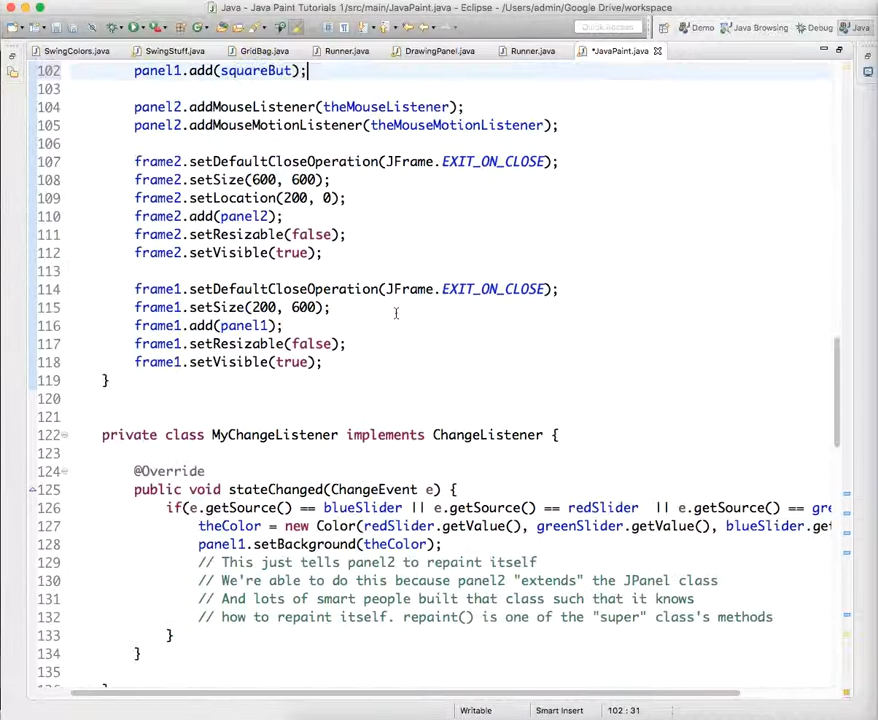 Java - Java Paint Tutorials 1/src/main/JavaPaint.java - Eclipse - /Users/admin/Google Drive/workspace
Quick Access
Demo
Java Browsing
Debug
Java
SwingColors.java
SwingStuff.java
GridBag.java
Runner.java
DrawingPanel.java
Runner.java
*JavaPaint.java
102 panel1.add(squareBut);
103
104 panel2.addMouseListener(theMouseListener);
105 panel2.addMouseMotionListener(theMouseMotionListener);
106
107 frame2.setDefaultCloseOperation(JFrame.EXIT_ON_CLOSE);
108 frame2.setSize(600, 600);
109 frame2.setLocation(200, 0);
110 frame2.add(panel2);
111 frame2.setResizable(false);
112 frame2.setVisible(true);
113
114 frame1.setDefaultCloseOperation(JFrame.EXIT_ON_CLOSE);
115 frame1.setSize(200, 600);
116 frame1.add(panel1);
117 frame1.setResizable(false);
118 frame1.setVisible(true);
119 }
120
121
122 private class MyChangeListener implements ChangeListener {
123
124 @Override
125 public void stateChanged(ChangeEvent e) {
126 if(e.getSource() == blueSlider || e.getSource() == redSlider || e.getSource() == gre
127 theColor = new Color(redSlider.getValue(), greenSlider.getValue(), blueSlider.get
128 panel1.setBackground(theColor);
129 // This just tells panel2 to repaint itself
130 // We're able to do this because panel2 "extends" the JPanel class
131 // And lots of smart people built that class such that it knows
132 // how to repaint itself. repaint() is one of the "super" class's methods
133 }
134 }
135
Writable
Smart Insert
102 : 31